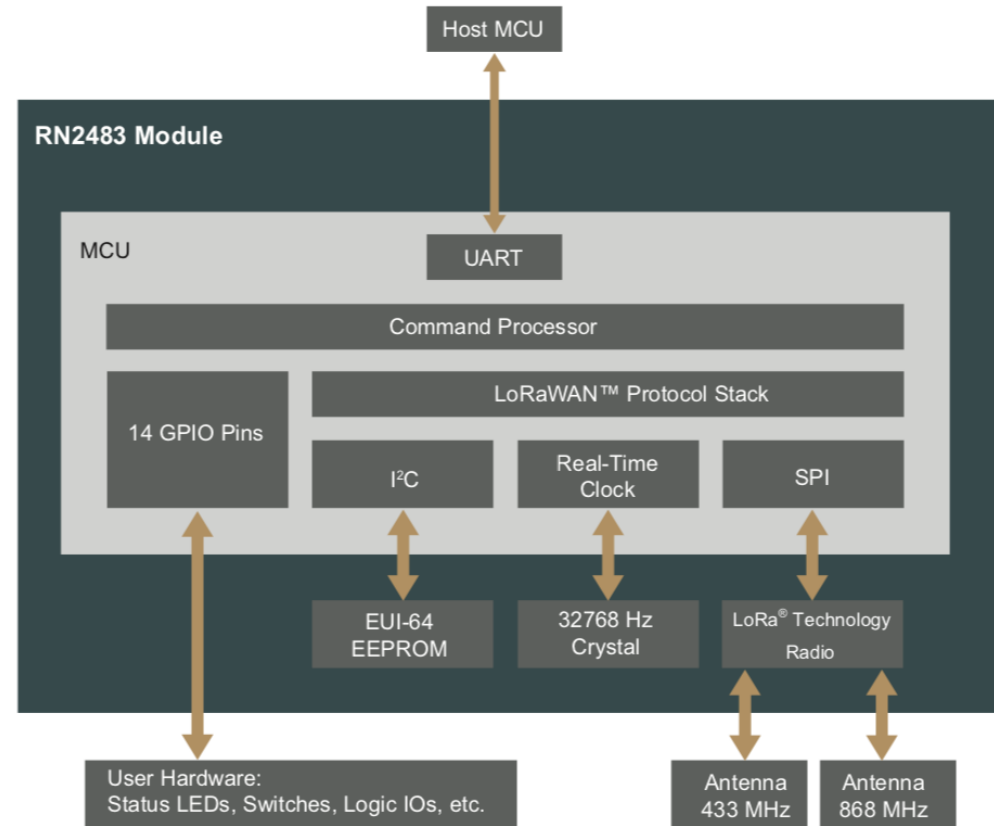 Host MCU
RN2483 Module
MCU
UART
Command Processor
14 GPIO Pins
LoRaWAN™ Protocol Stack
I²C
Real-Time
Clock
SPI
EUI-64
EEPROM
32768 Hz
Crystal
LoRa® Technology
Radio
User Hardware:
Status LEDs, Switches, Logic IOs, etc.
Antenna
433 MHz
Antenna
868 MHz